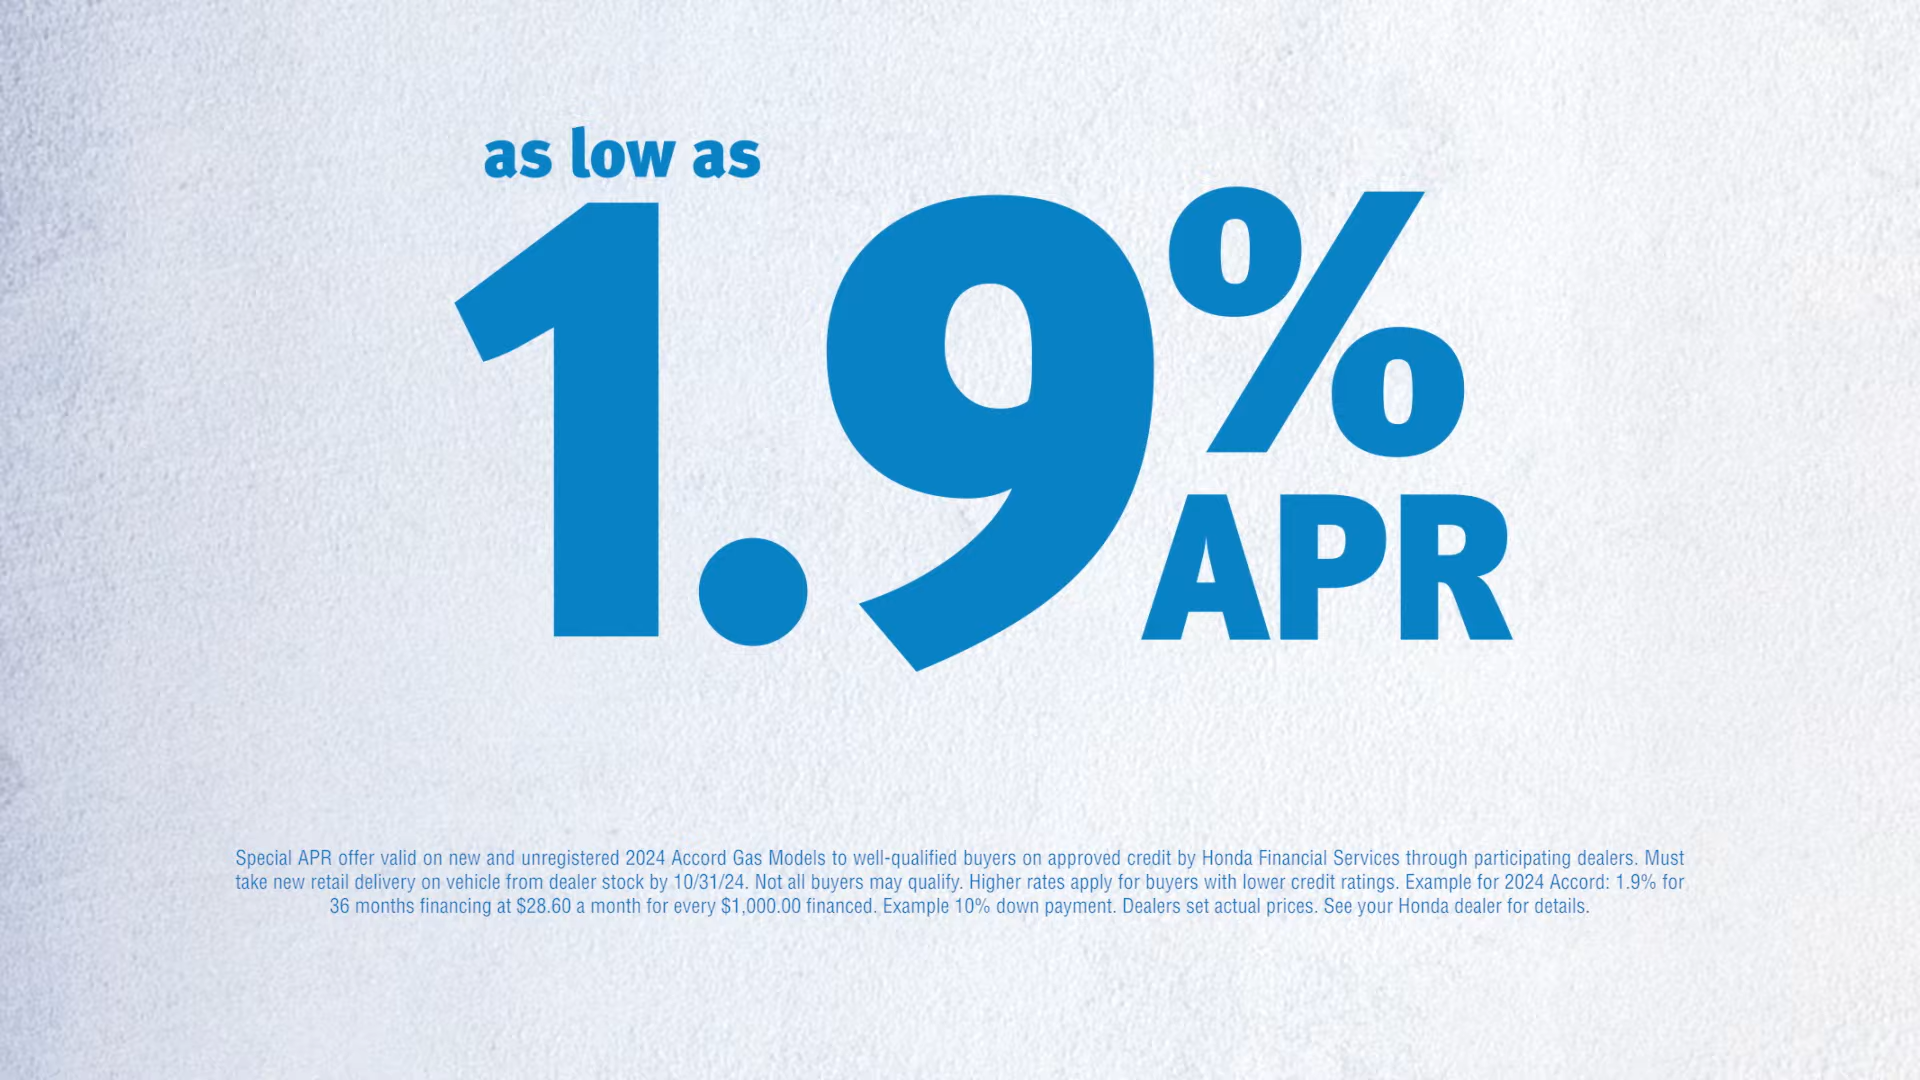 as low as
1.9%
APR
Special APR offer valid on new and unregistered 2024 Accord Gas Models to well-qualified buyers on approved credit by Honda Financial Services through participating dealers. Must
take new retail delivery on vehicle from dealer stock by 10/31/24. Not all buyers may qualify. Higher rates apply for buyers with lower credit ratings. Example for 2024 Accord: 1.9% for
36 months financing at $28.60 a month for every $1,000.00 financed. Example 10% down payment. Dealers set actual prices. See your Honda dealer for details.